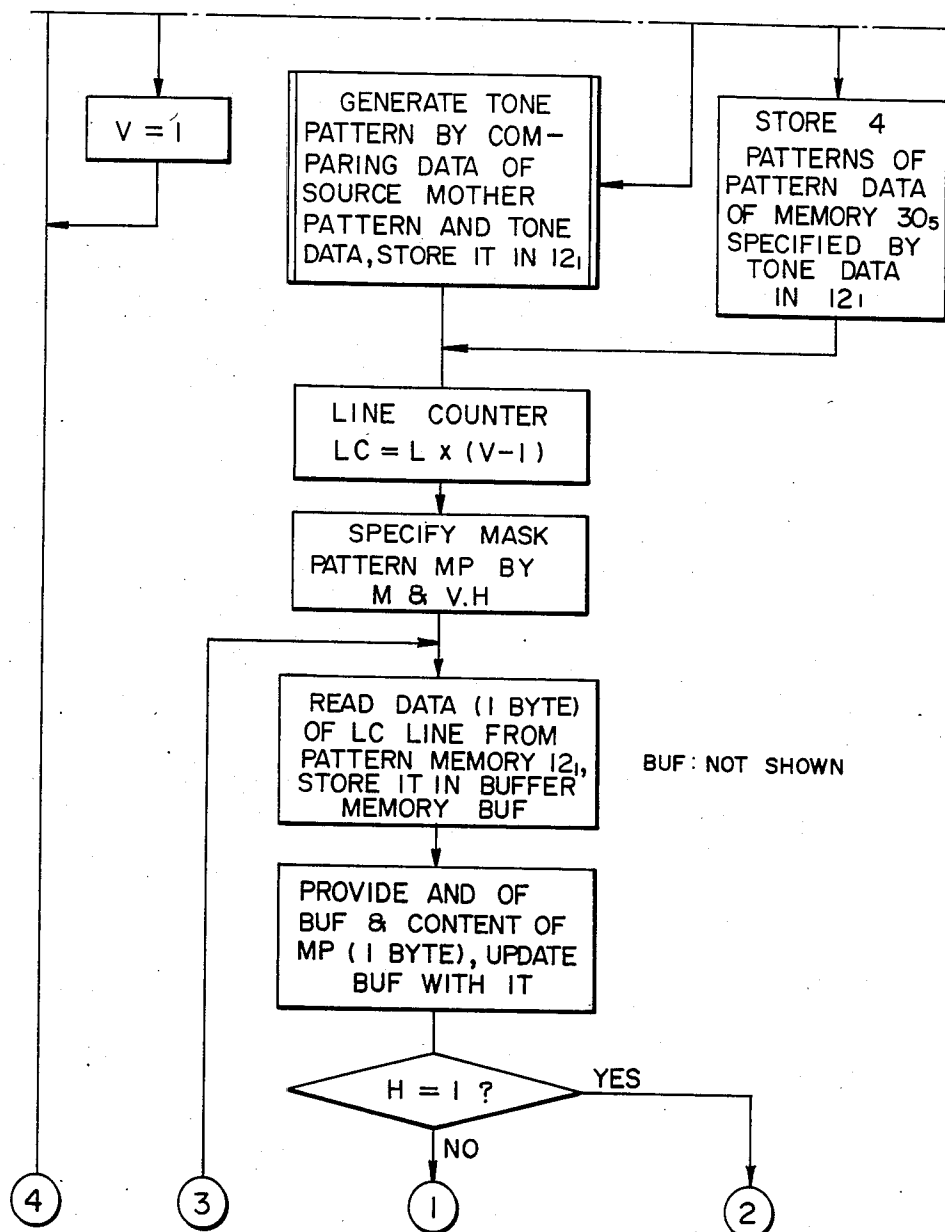 V = 1
GENERATE TONE
PATTERN BY COM-
PARING DATA OF
SOURCE MOTHER
PATTERN AND TONE
DATA, STORE IT IN 12₁
STORE 4
PATTERNS OF
PATTERN DATA
OF MEMORY 30₅
SPECIFIED BY
TONE DATA
IN 12₁
LINE COUNTER
LC = L x (V-1)
SPECIFY MASK
PATTERN MP BY
M & V.H
READ DATA (1 BYTE)
OF LC LINE FROM
PATTERN MEMORY 12₁,
STORE IT IN BUFFER
MEMORY BUF
BUF: NOT SHOWN
PROVIDE AND OF
BUF & CONTENT OF
MP (1 BYTE), UPDATE
BUF WITH IT
H = 1 ?
YES
NO
4
3
1
2